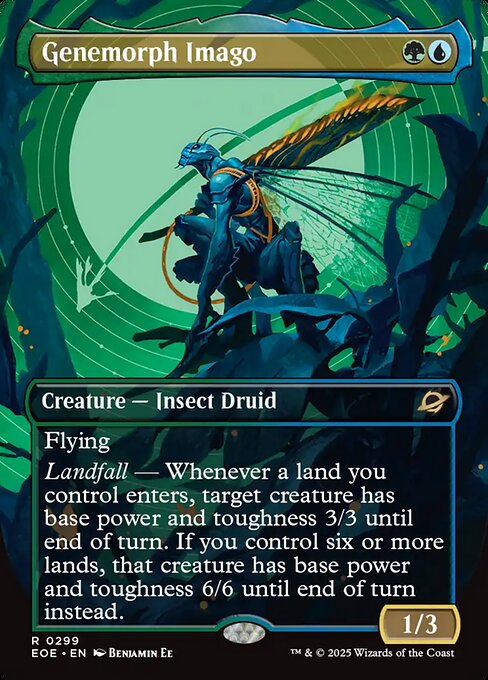 Genemorph Imago
Creature — Insect Druid
Flying
Landfall — Whenever a land you
control enters, target creature has
base power and toughness 3/3 until
end of turn. If you control six or more
lands, that creature has base power
and toughness 6/6 until end of turn
instead.
1/3
R 0299
EOE • EN Benjamin Ee
™ & © 2025 Wizards of the Coast